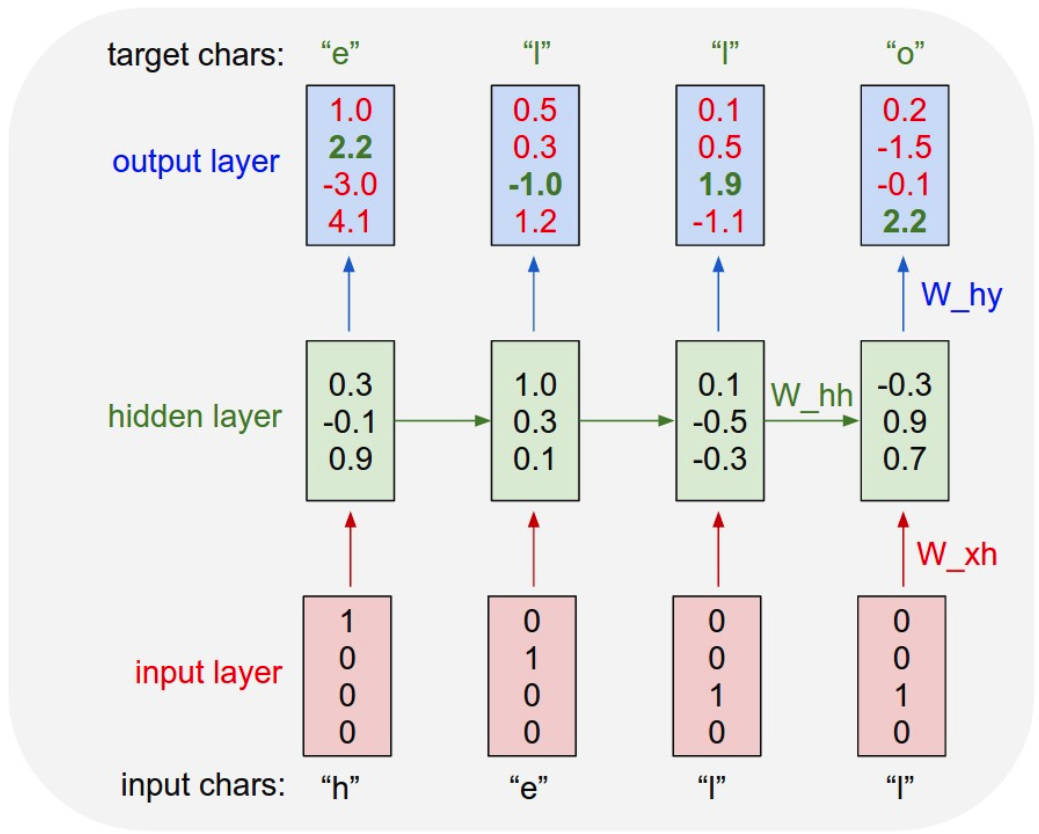 target chars: “e” “l” “l” “o”
output layer
1.0 0.5 0.1 0.2
2.2 0.3 0.5 -1.5
-3.0 -1.0 1.9 -0.1
4.1 1.2 -1.1 2.2
W_hy
hidden layer
0.3 1.0 0.1 -0.3
-0.1 0.3 -0.5 0.9
0.9 0.1 -0.3 0.7
W_hh
W_xh
input layer
1 0 0 0
0 1 0 0
0 0 1 1
0 0 0 0
input chars: “h” “e” “l” “l”